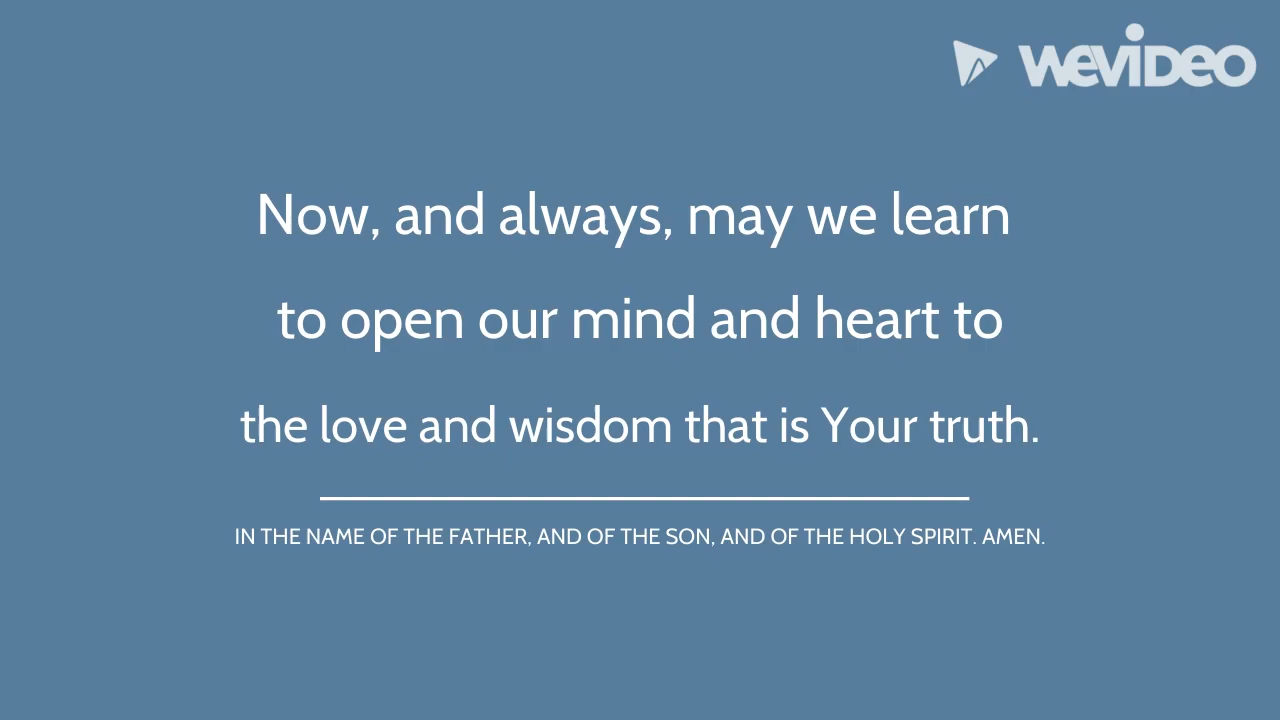 WEVIDEO
Now, and always, may we learn
to open our mind and heart to
the love and wisdom that is Your truth.
IN THE NAME OF THE FATHER, AND OF THE SON, AND OF THE HOLY SPIRIT. AMEN.